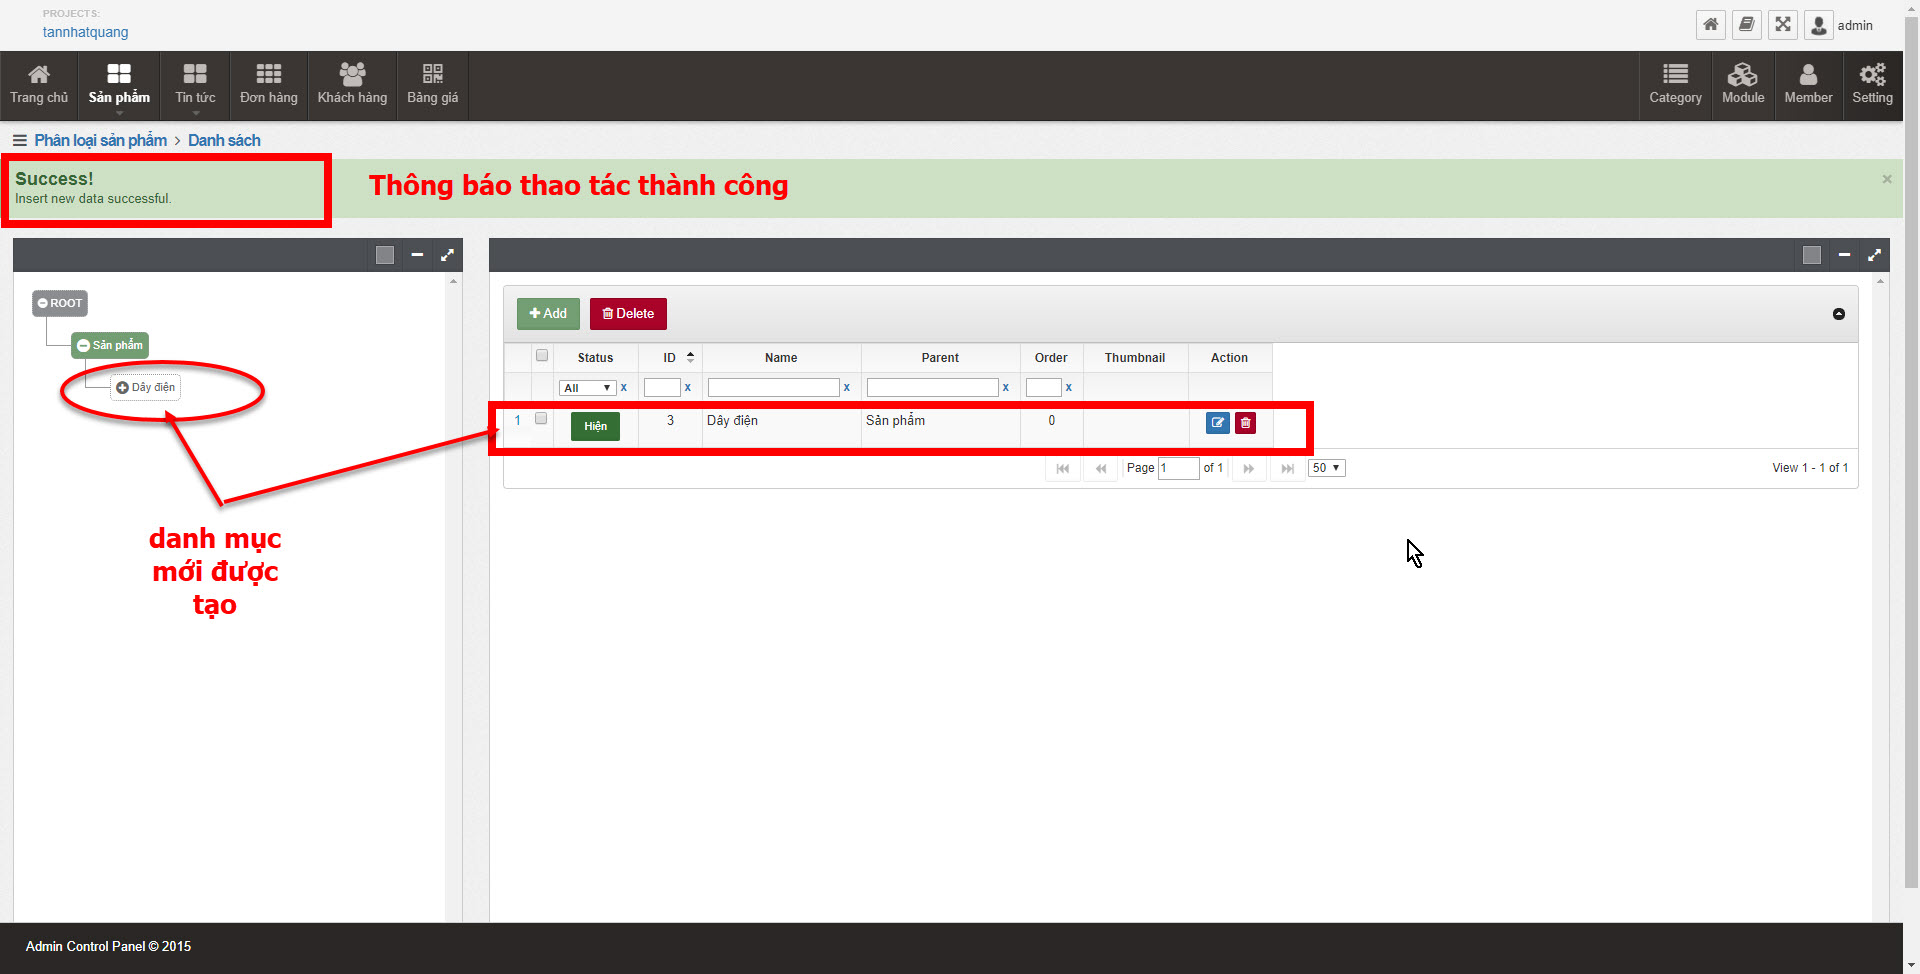 PROJECTS:
tannhatquang
admin
Trang chủ
Sản phẩm
Tin tức
Đơn hàng
Khách hàng
Bảng giá
Category
Module
Member
Setting
Phân loại sản phẩm > Danh sách
Success!
Insert new data successful.
Thông báo thao tác thành công
×
ROOT
Sản phẩm
Dây điện
danh mục
mới được
tạo
Add
Delete
Status ID Name Parent Order Thumbnail Action
All x x x x x
1 Hiện 3 Dây điện Sản phẩm 0
Page 1 of 1 50
View 1 - 1 of 1
Admin Control Panel © 2015